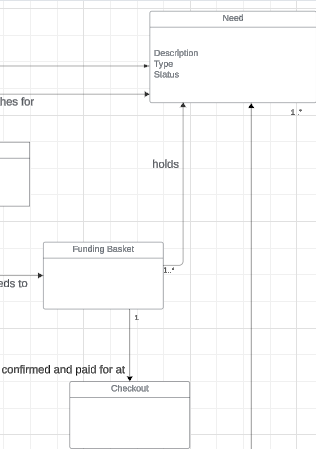 Need
Description
Type
Status
hes for
1..*
holds
Funding Basket
1..*
eds to
1
confirmed and paid for at
Checkout